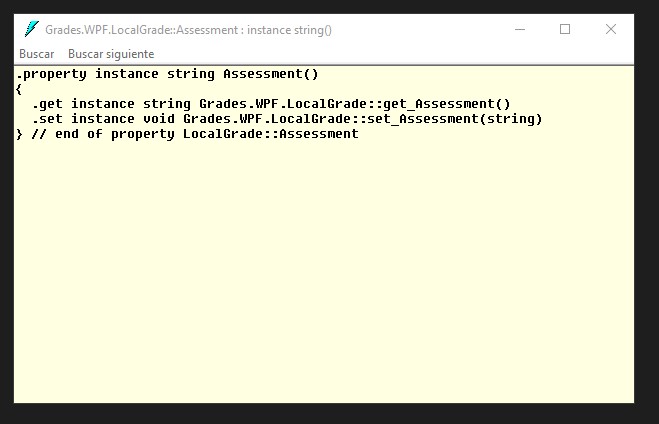 Grades.WPF.LocalGrade::Assessment : instance string()
Buscar Buscar siguiente
.property instance string Assessment()
{
  .get instance string Grades.WPF.LocalGrade::get_Assessment()
  .set instance void Grades.WPF.LocalGrade::set_Assessment(string)
} // end of property LocalGrade::Assessment